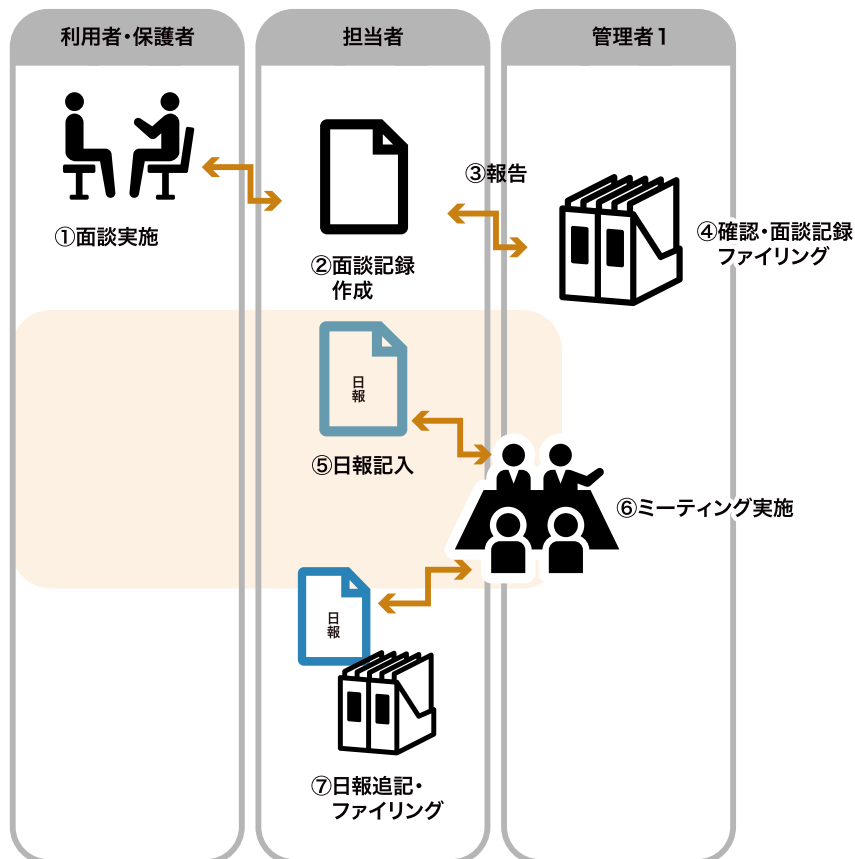 利用者・保護者
担当者
管理者1
①面談実施
②面談記録
作成
③報告
④確認・面談記録
ファイリング
日報
⑤日報記入
⑥ミーティング実施
日報
⑦日報追記・
ファイリング